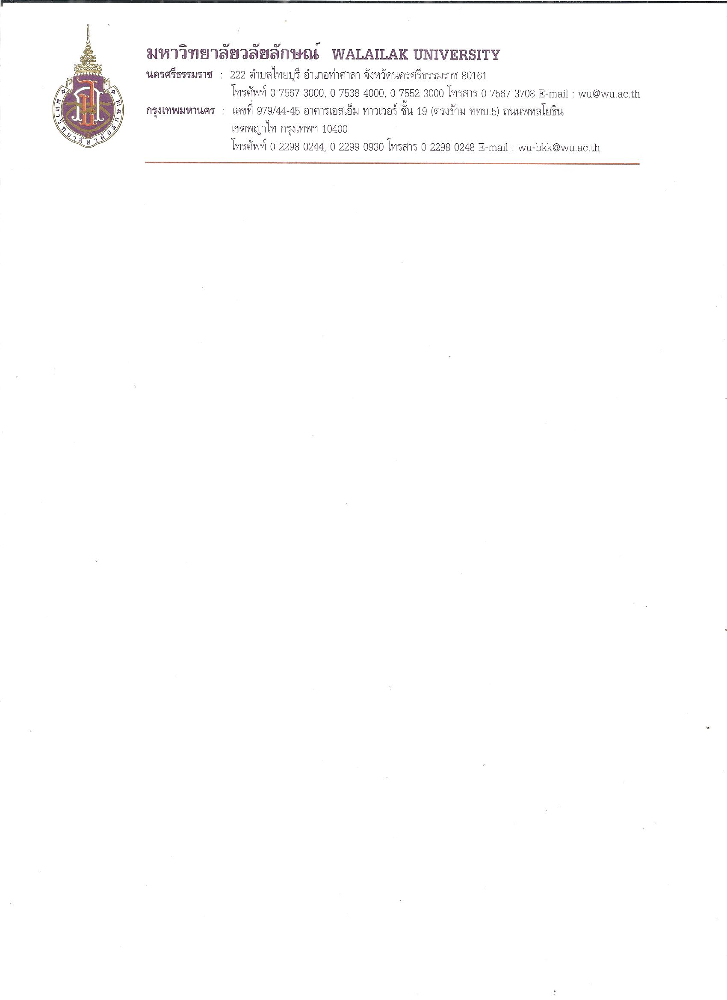 มหาวิทยาลัยวลัยลักษณ์ WALAILAK UNIVERSITY
นครศรีธรรมราช : 222 ตำบลไทยบุรี อำเภอท่าศาลา จังหวัดนครศรีธรรมราช 80161
โทรศัพท์ 0 7567 3000, 0 7538 4000, 0 7552 3000 โทรสาร 0 7567 3708 E-mail : wu@wu.ac.th
กรุงเทพมหานคร : เลขที่ 979/44-45 อาคารเอสเอ็ม ทาวเวอร์ ชั้น 19 (ตรงข้าม ททบ.5) ถนนพหลโยธิน
เขตพญาไท กรุงเทพฯ 10400
โทรศัพท์ 0 2298 0244, 0 2299 0930 โทรสาร 0 2298 0248 E-mail : wu-bkk@wu.ac.th
มหาวิทยาลัยวลัยลักษณ์